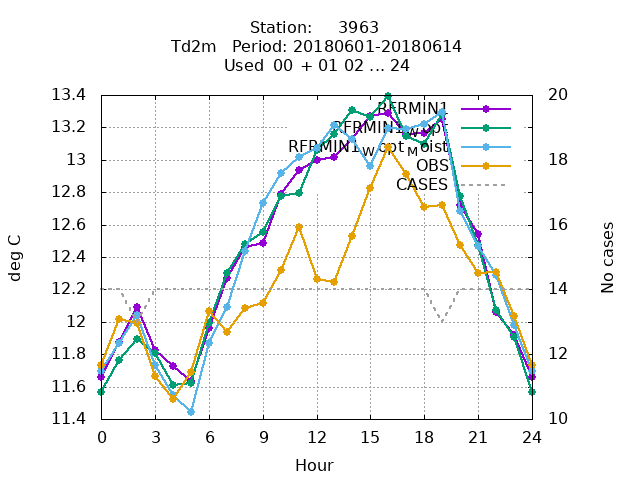 Station: 3963
Td2m Period: 20180601-20180614
Used 00 + 01 02 ... 24
13.4
13.2
13
12.8
12.6
12.4
12.2
12
11.8
11.6
11.4
20
18
16
14
12
10
deg C
No cases
RFRMIN1
RFRMIN1_Wopt
RFRMIN1_Wopt_Moist
OBS
CASES
0 3 6 9 12 15 18 21 24
Hour